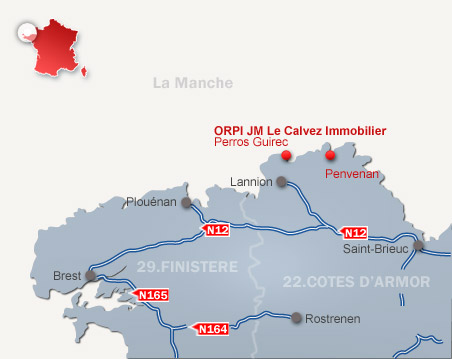 La Manche
ORPI JM Le Calvez Immobilier
Perros Guirec
Penvenan
Lannion
Plouénan
N12
N12
Saint-Brieuc
29.FINISTERE
Brest
22.COTES D'ARMOR
N165
Rostrenen
N164